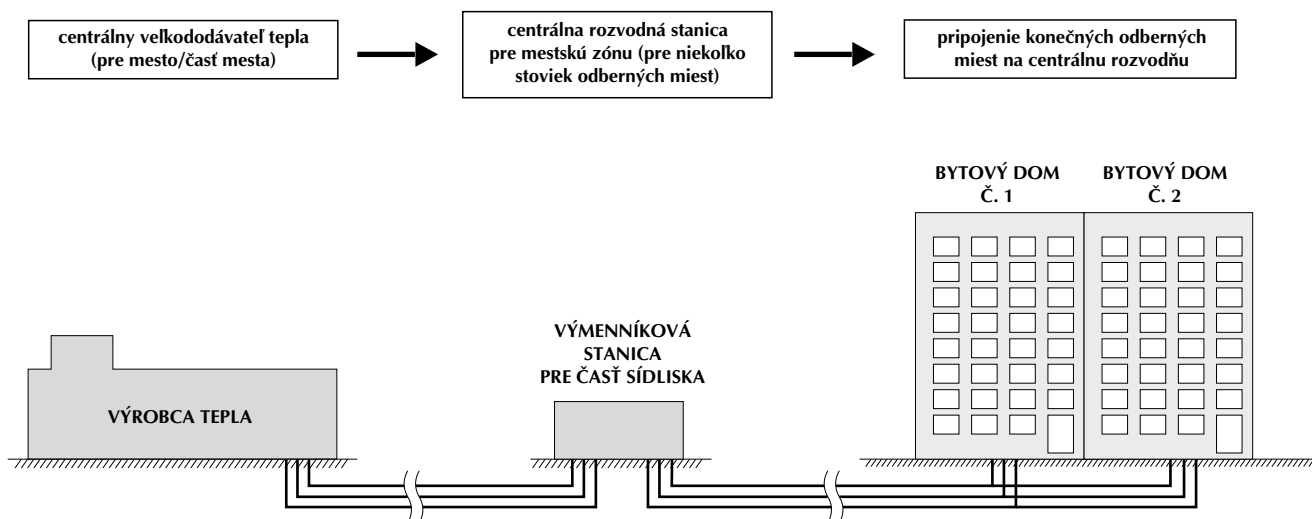 centrálny veľkododávateľ tepla
(pre mesto/časť mesta)
centrálna rozvodná stanica
pre mestskú zónu (pre niekoľko
stoviek odberných miest)
pripojenie konečných odberných
miest na centrálnu rozvodňu
BYTOVÝ DOM
Č. 1
BYTOVÝ DOM
Č. 2
VÝMENNÍKOVÁ
STANICA
PRE ČASŤ SÍDLISKA
VÝROBCA TEPLA